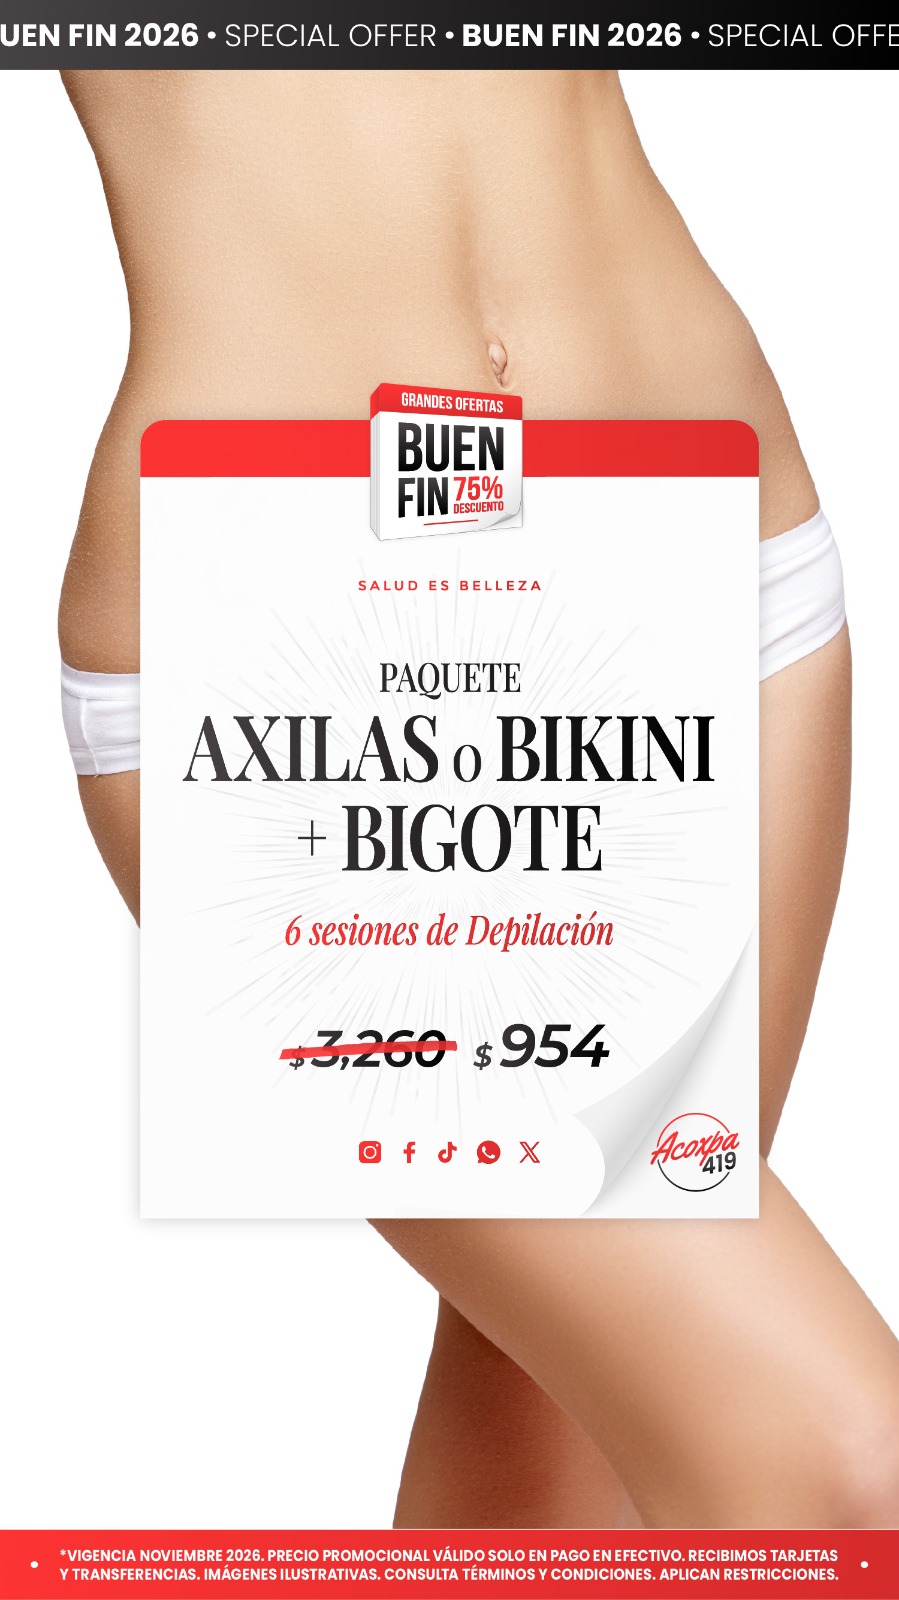 UEN FIN 2026 • SPECIAL OFFER • BUEN FIN 2026 • SPECIAL OFFE
GRANDES OFERTAS
BUEN
FIN 75%
DESCUENTO
SALUD ES BELLEZA
PAQUETE
AXILAS o BIKINI
+ BIGOTE
6 sesiones de Depilación
$3,260 $954
Acoxpa
419
*VIGENCIA NOVIEMBRE 2026. PRECIO PROMOCIONAL VÁLIDO SOLO EN PAGO EN EFECTIVO. RECIBIMOS TARJETAS
• Y TRANSFERENCIAS. IMÁGENES ILUSTRATIVAS. CONSULTA TÉRMINOS Y CONDICIONES. APLICAN RESTRICCIONES. •